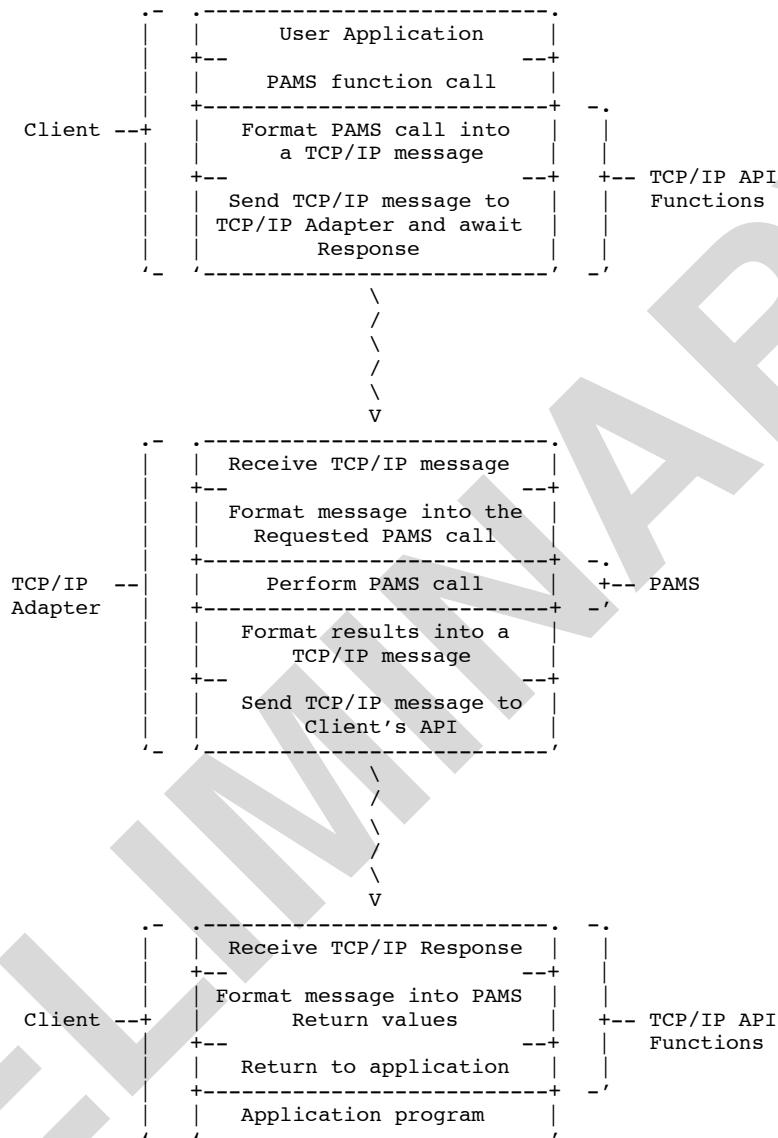 User Application
PAMS function call
Client
Format PAMS call into
a TCP/IP message
TCP/IP API
Functions
Send TCP/IP message to
TCP/IP Adapter and await
Response
Receive TCP/IP message
Format message into the
Requested PAMS call
TCP/IP
Adapter
Perform PAMS call
PAMS
Format results into a
TCP/IP message
Send TCP/IP message to
Client's API
Receive TCP/IP Response
Client
Format message into PAMS
Return values
TCP/IP API
Functions
Return to application
Application program
ELIMINAR